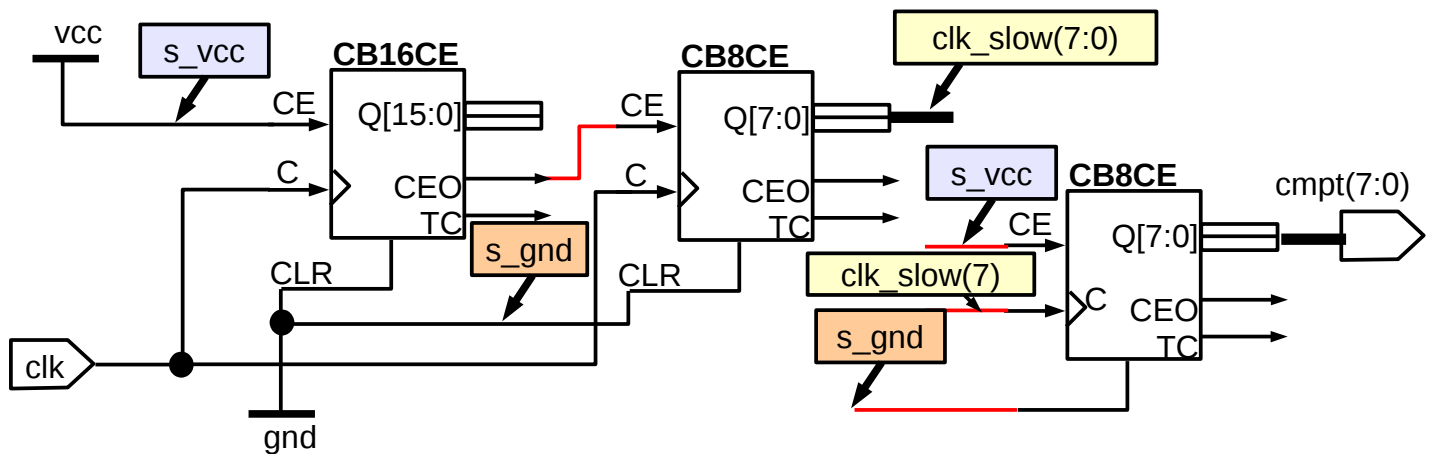 vcc
s_vcc
CB16CE
CE
Q[15:0]
C
CEO
TC
CLR
s_gnd
clk
gnd
CB8CE
CE
Q[7:0]
C
CEO
TC
CLR
clk_slow(7:0)
s_vcc
CB8CE
cmpt(7:0)
CE
Q[7:0]
clk_slow(7)
C
CEO
s_gnd
TC